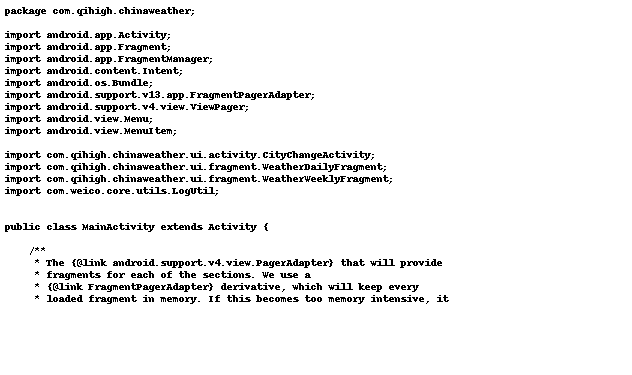 package com.qihigh.chinaweather;
import android.app.Activity;
import android.app.Fragment;
import android.app.FragmentManager;
import android.content.Intent;
import android.os.Bundle;
import android.support.v13.app.FragmentPagerAdapter;
import android.support.v4.view.ViewPager;
import android.view.Menu;
import android.view.MenuItem;
import com.qihigh.chinaweather.ui.activity.CityChangeActivity;
import com.qihigh.chinaweather.ui.fragment.WeatherDailyFragment;
import com.qihigh.chinaweather.ui.fragment.WeatherWeeklyFragment;
import com.weico.core.utils.LogUtil;
public class MainActivity extends Activity {
/**
* The {@link android.support.v4.view.PagerAdapter} that will provide
* fragments for each of the sections. We use a
* {@link FragmentPagerAdapter} derivative, which will keep every
* loaded fragment in memory. If this becomes too memory intensive, it